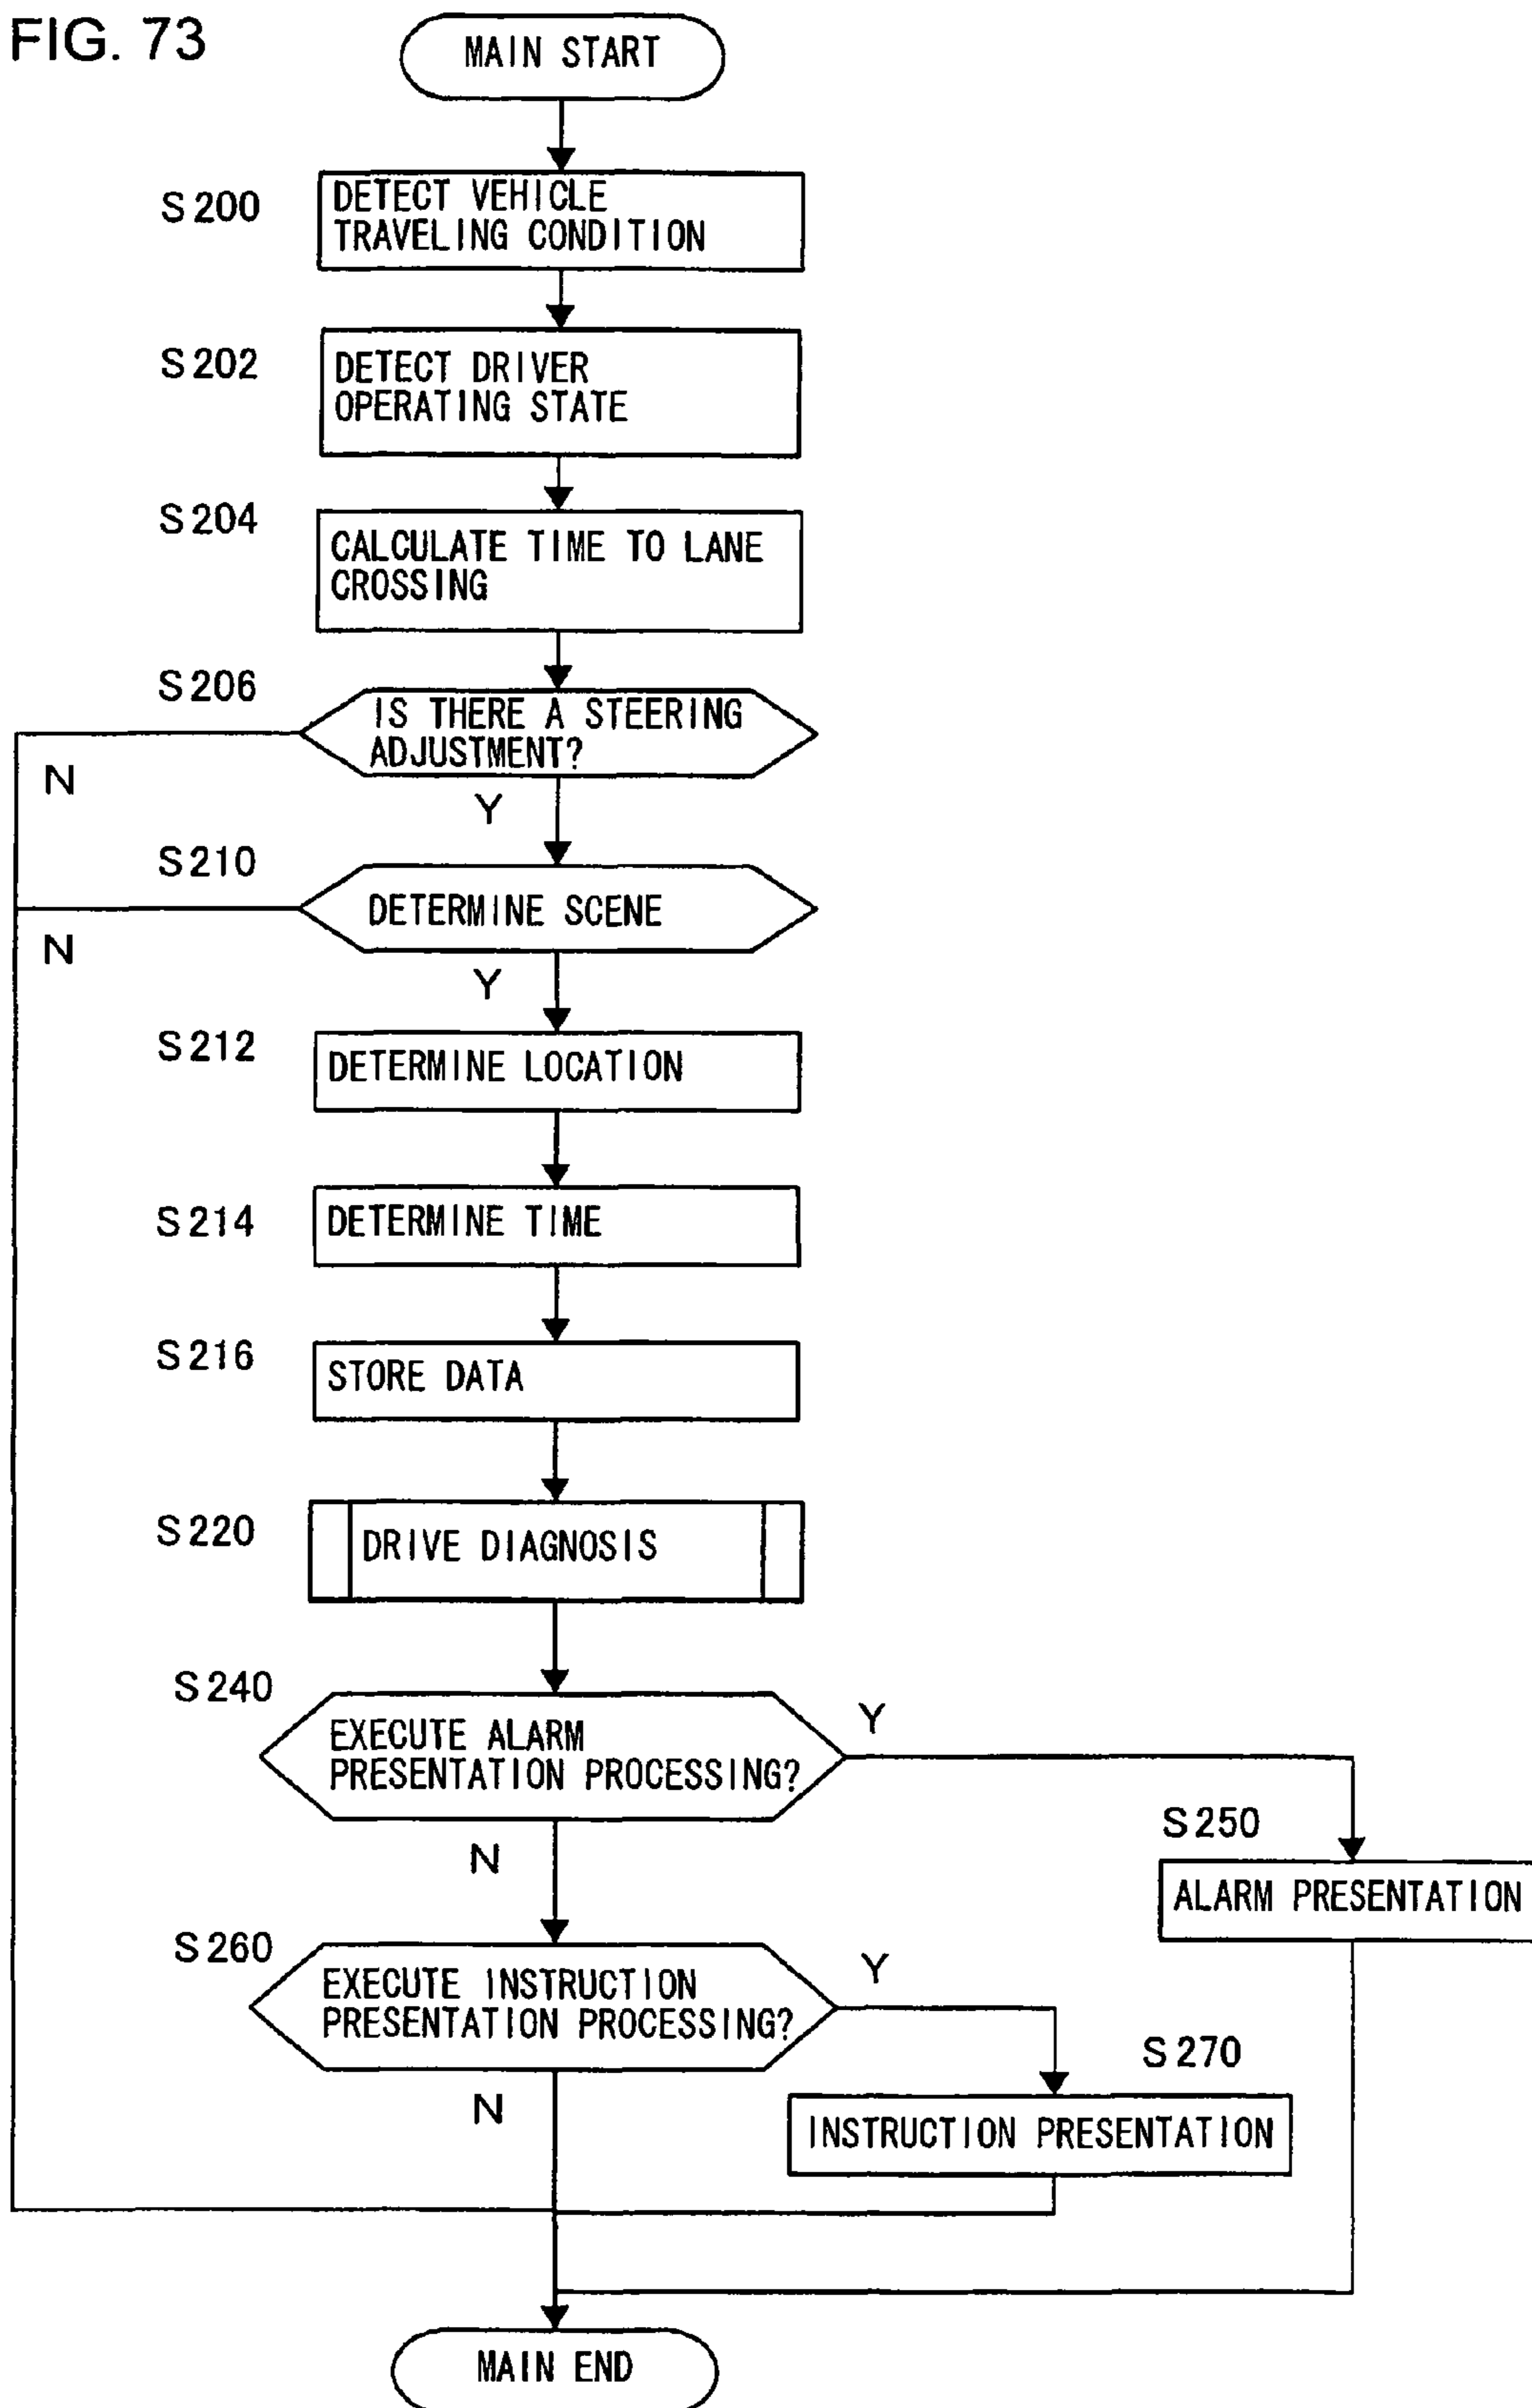 FIG. 73
MAIN START
S200
DETECT VEHICLE
TRAVELING CONDITION
S202
DETECT DRIVER
OPERATING STATE
S204
CALCULATE TIME TO LANE
CROSSING
S206
IS THERE A STEERING
ADJUSTMENT?
N
Y
S210
DETERMINE SCENE
N
Y
S212
DETERMINE LOCATION
S214
DETERMINE TIME
S216
STORE DATA
S220
DRIVE DIAGNOSIS
S240
EXECUTE ALARM
PRESENTATION PROCESSING?
Y
N
S250
ALARM PRESENTATION
S260
EXECUTE INSTRUCTION
PRESENTATION PROCESSING?
Y
N
S270
INSTRUCTION PRESENTATION
MAIN END